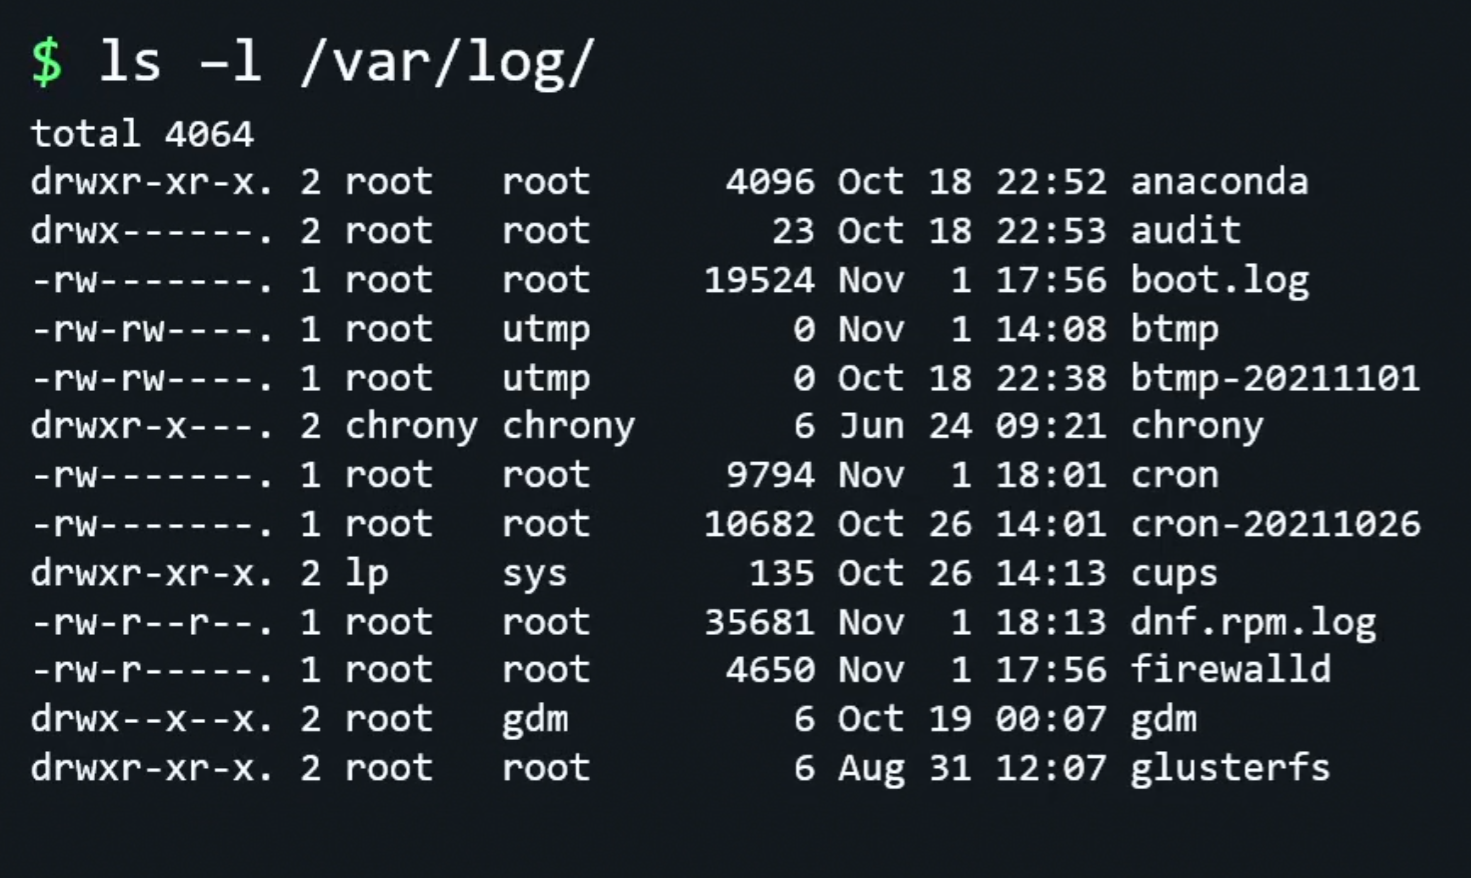 $ ls –l /var/log/
total 4064
drwxr-xr-x. 2 root   root      4096 Oct 18 22:52 anaconda
drwx------. 2 root   root        23 Oct 18 22:53 audit
-rw-------. 1 root   root     19524 Nov  1 17:56 boot.log
-rw-rw----. 1 root   utmp         0 Nov  1 14:08 btmp
-rw-rw----. 1 root   utmp         0 Oct 18 22:38 btmp-20211101
drwxr-x---. 2 chrony chrony       6 Jun 24 09:21 chrony
-rw-------. 1 root   root      9794 Nov  1 18:01 cron
-rw-------. 1 root   root     10682 Oct 26 14:01 cron-20211026
drwxr-xr-x. 2 lp     sys        135 Oct 26 14:13 cups
-rw-r--r--. 1 root   root     35681 Nov  1 18:13 dnf.rpm.log
-rw-r-----. 1 root   root      4650 Nov  1 17:56 firewalld
drwx--x--x. 2 root   gdm          6 Oct 19 00:07 gdm
drwxr-xr-x. 2 root   root         6 Aug 31 12:07 glusterfs